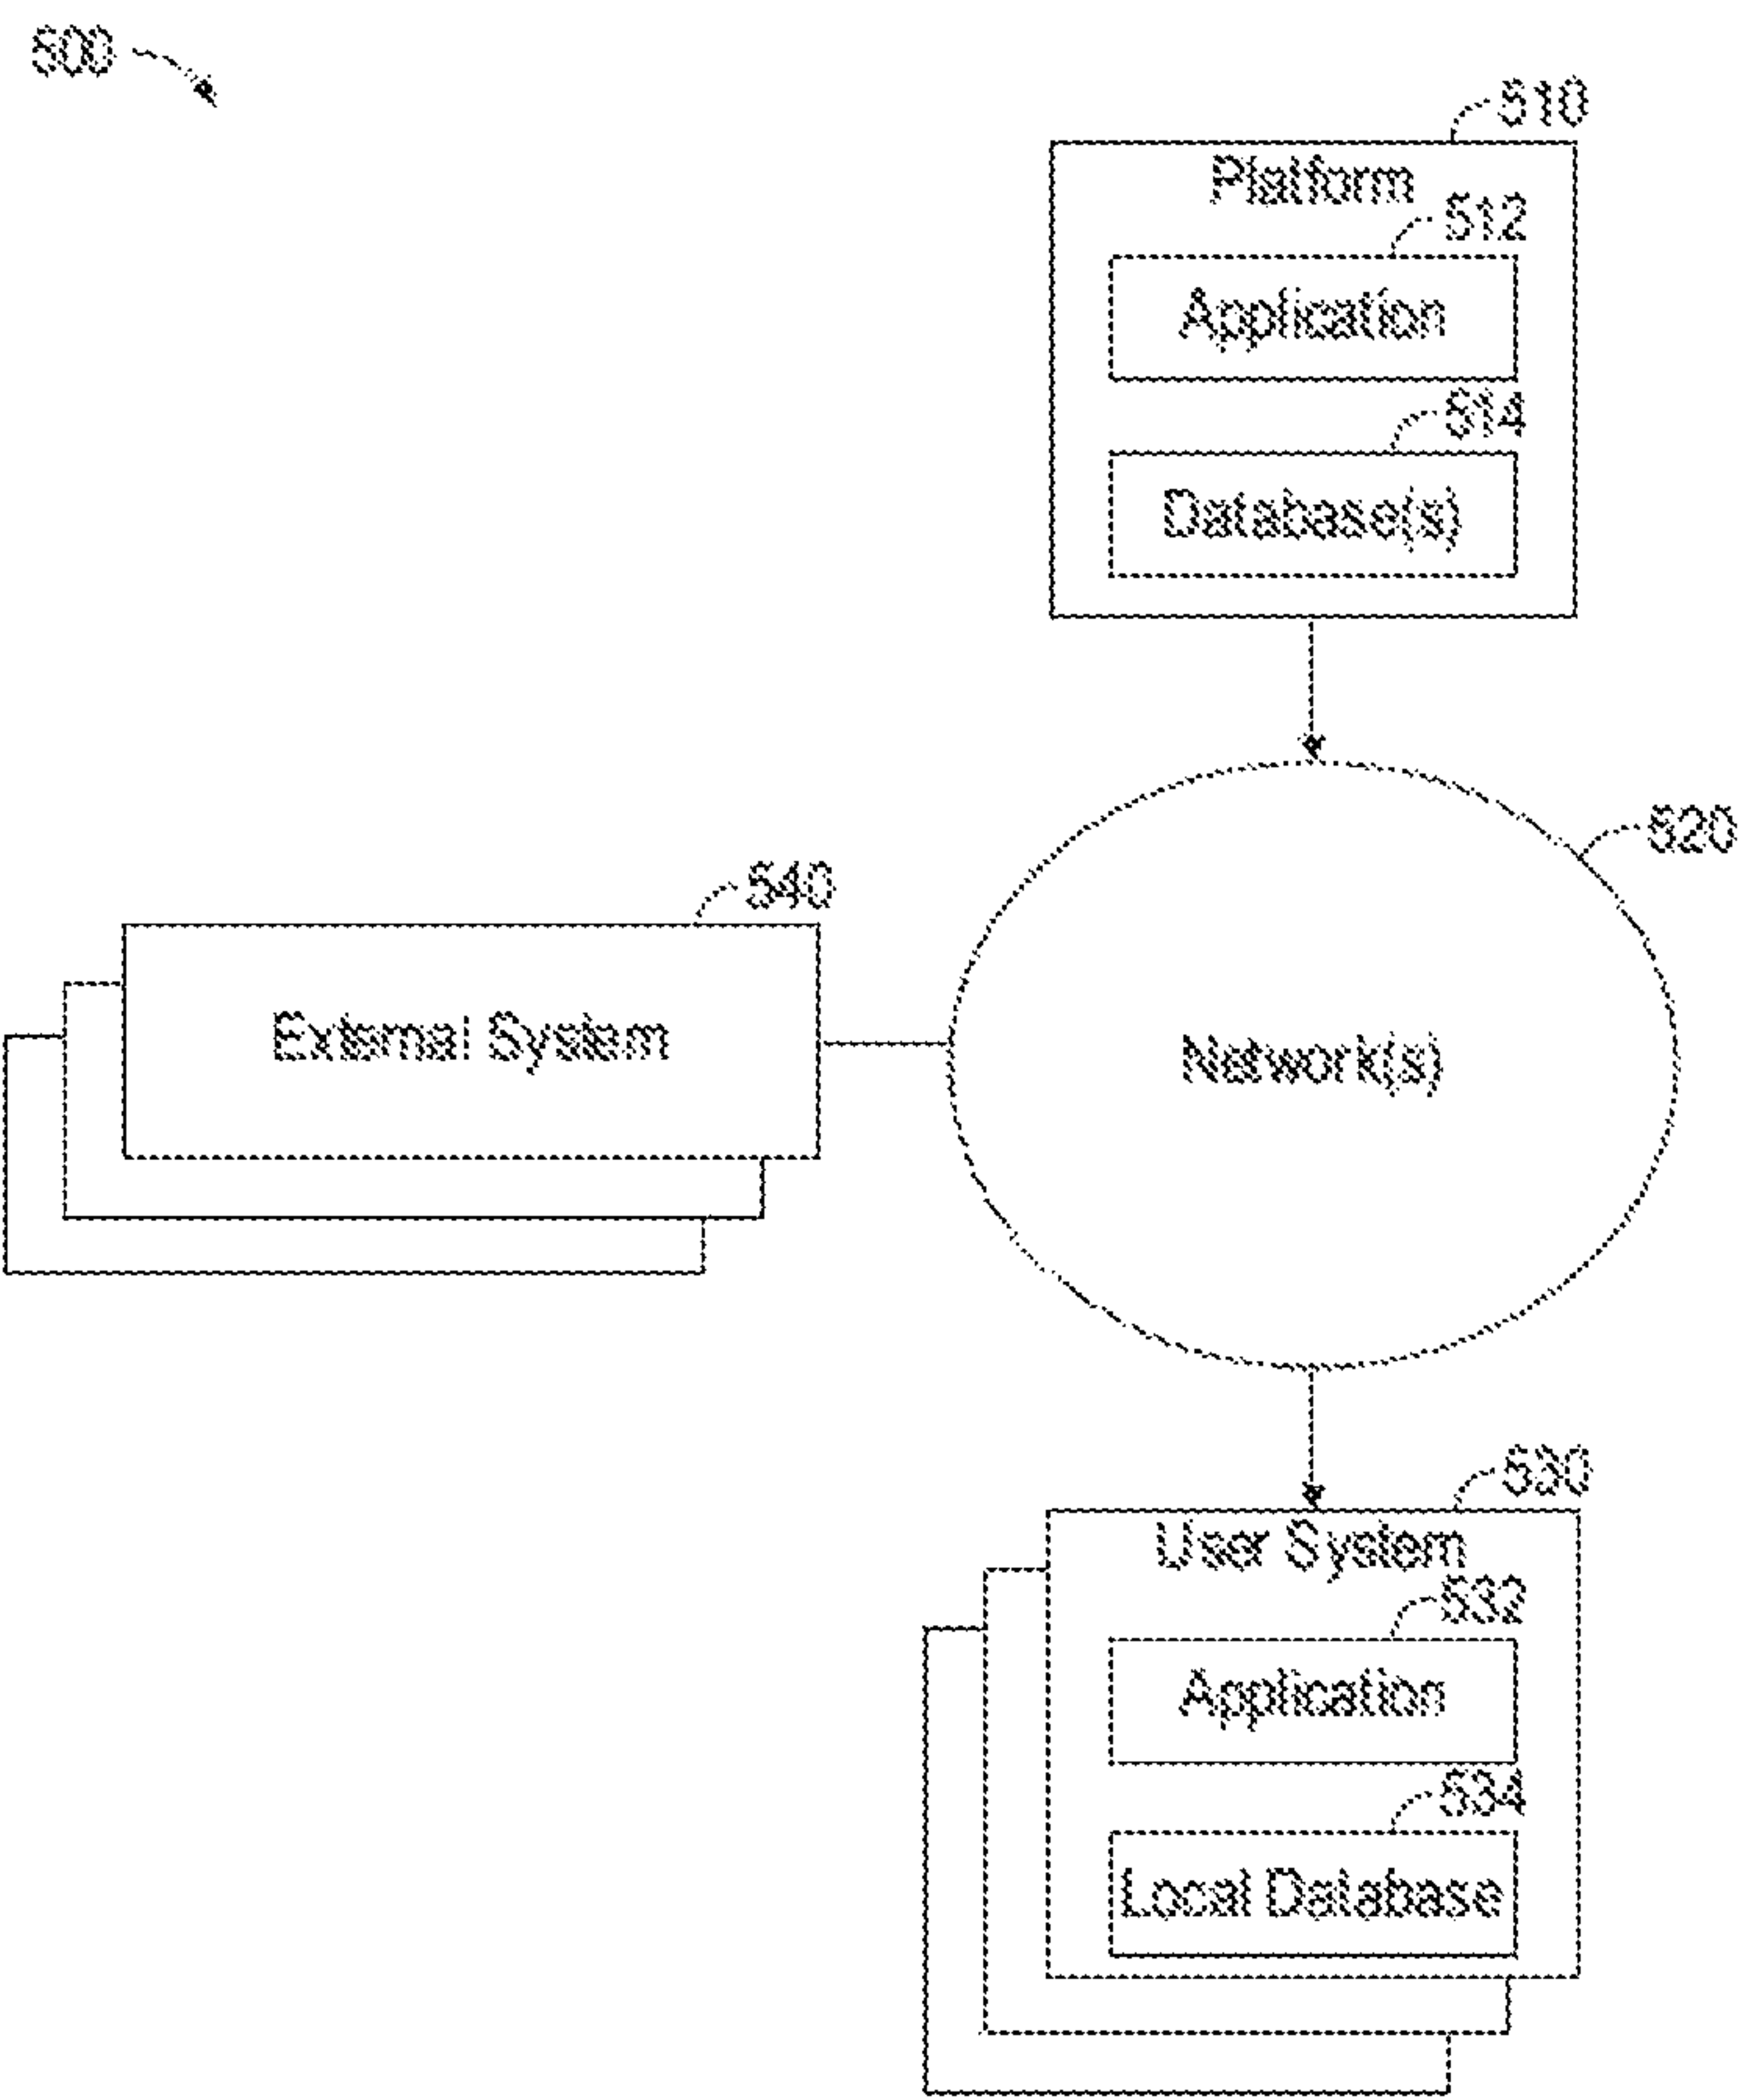 500
510
Platform
512
Application
514
Database(s)
520
540
External System
Network(s)
530
User System
532
Application
534
Local Database